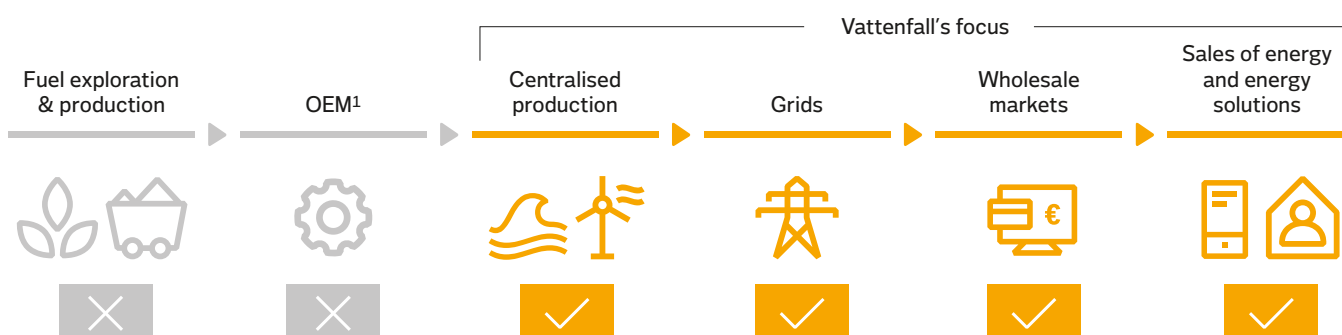 Vattenfall's focus
Fuel exploration
& production
OEM1
Centralised
production
Grids
Wholesale
markets
Sales of energy
and energy
solutions
€